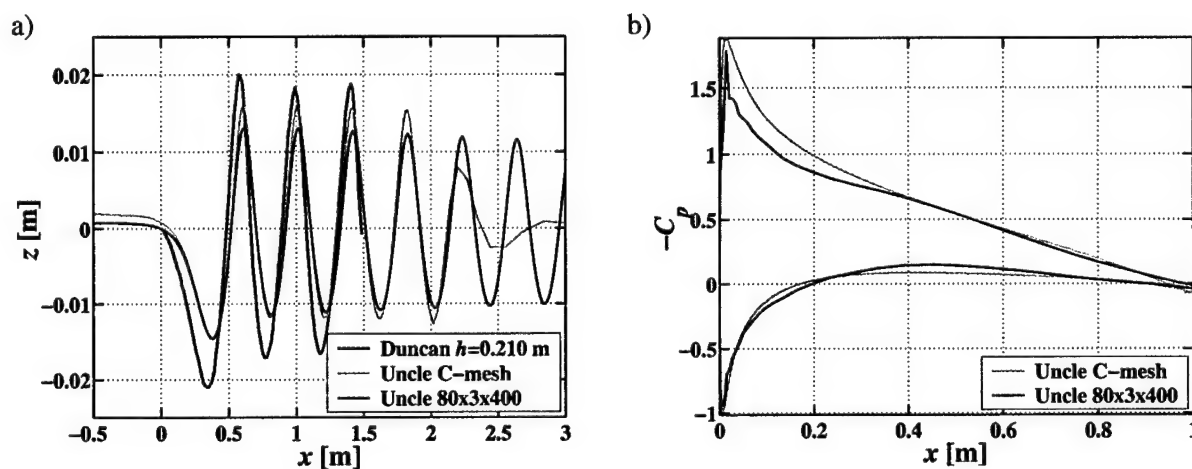 a)
0.02
0.01
0
−0.01
−0.02
z [m]
−0.5 0 0.5 1 1.5 2 2.5 3
x [m]
Duncan h=0.210 m
Uncle C−mesh
Uncle 80x3x400
b)
1.5
1
0.5
0
−0.5
−1
−C_p
0 0.2 0.4 0.6 0.8 1
x [m]
Uncle C−mesh
Uncle 80x3x400